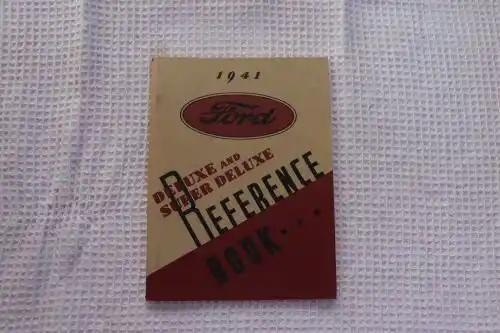 1941
Ford
DELUXE AND
SUPER DELUXE
REFERENCE
BOOK...